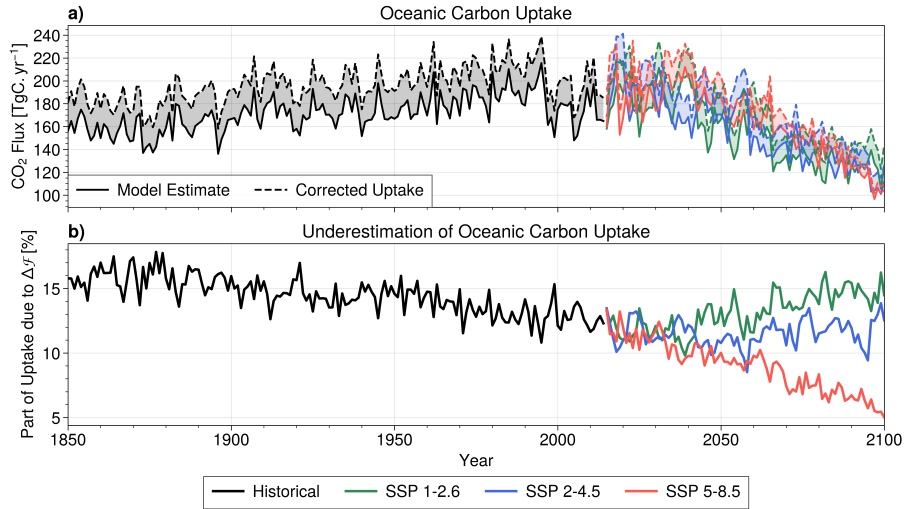 a) Oceanic Carbon Uptake
CO₂ Flux [TgC. yr⁻¹]
240
220
200
180
160
140
120
100
Model Estimate Corrected Uptake
b) Underestimation of Oceanic Carbon Uptake
Part of Uptake due to Δℱ [%]
15
10
5
1850 1900 1950 2000 2050 2100
Year
Historical SSP 1-2.6 SSP 2-4.5 SSP 5-8.5